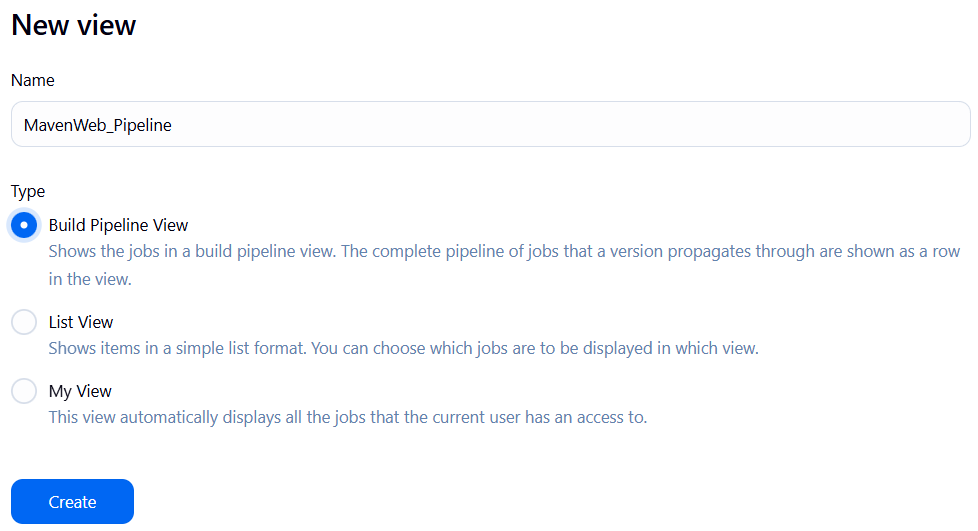 New view
Name
MavenWeb_Pipeline
Type
Build Pipeline View
Shows the jobs in a build pipeline view. The complete pipeline of jobs that a version propagates through are shown as a row
in the view.
List View
Shows items in a simple list format. You can choose which jobs are to be displayed in which view.
My View
This view automatically displays all the jobs that the current user has an access to.
Create